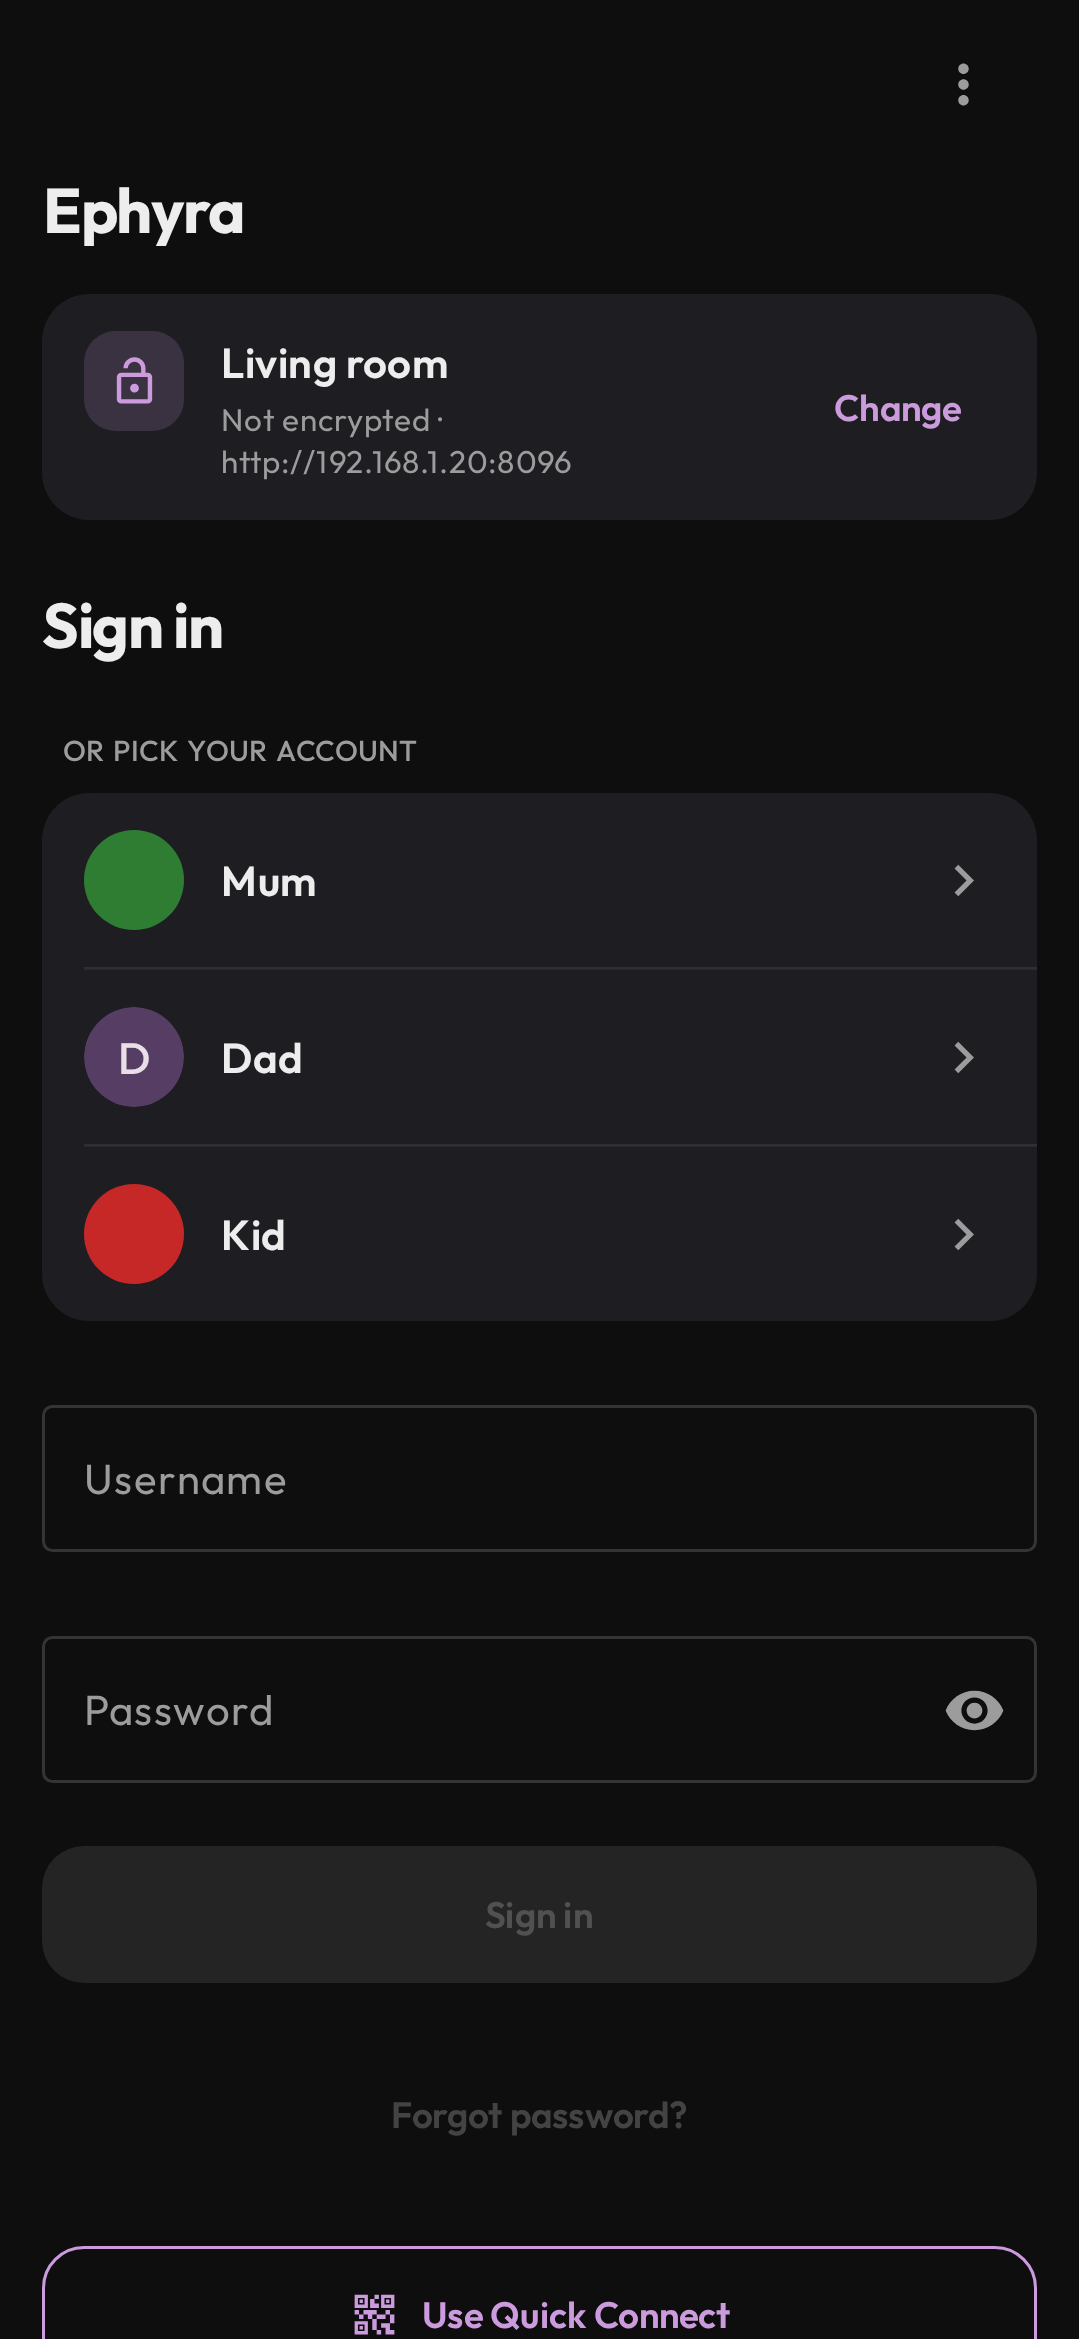 Ephyra
Living room
Not encrypted ·
http://192.168.1.20:8096
Change
Sign in
OR PICK YOUR ACCOUNT
Mum
D
Dad
Kid
Username
Password
Sign in
Forgot password?
Use Quick Connect